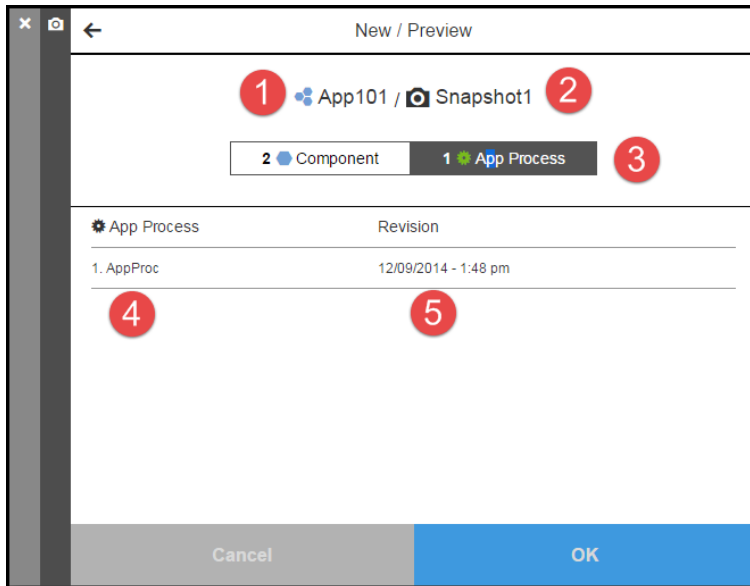 New / Preview
1 App101 / Snapshot1 2
2 Component 1 App Process 3
App Process Revision
1. AppProc 12/09/2014 - 1:48 pm
4 5
Cancel OK